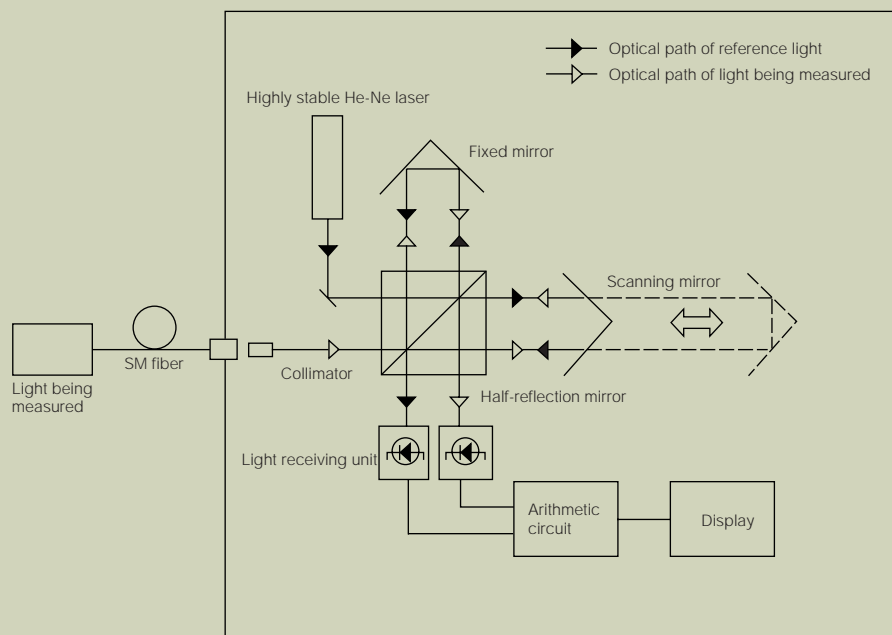 Optical path of reference light
Optical path of light being measured
Highly stable He-Ne laser
Fixed mirror
Scanning mirror
SM fiber
Collimator
Light being
measured
Half-reflection mirror
Light receiving unit
Arithmetic
circuit
Display